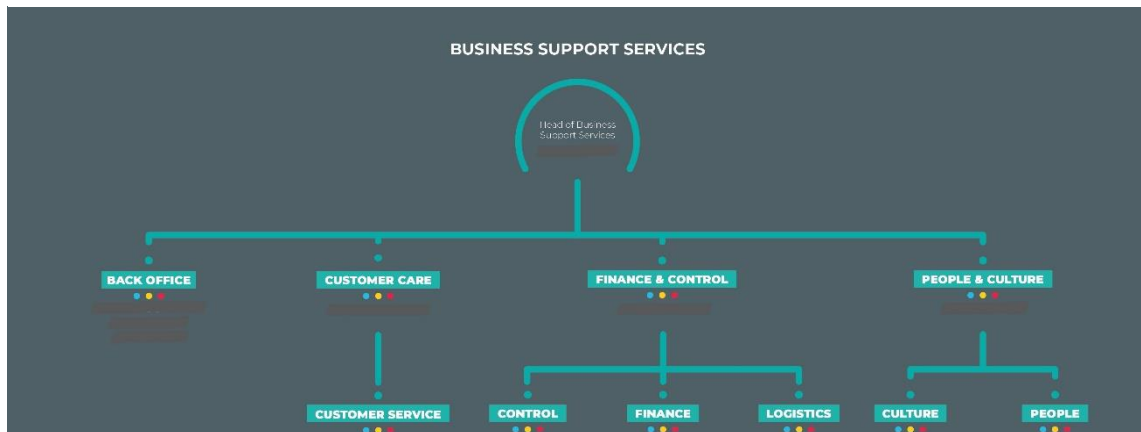 BUSINESS SUPPORT SERVICES
Head of Business
Support Services
BACK OFFICE
CUSTOMER CARE
FINANCE & CONTROL
PEOPLE & CULTURE
CUSTOMER SERVICE
CONTROL
FINANCE
LOGISTICS
CULTURE
PEOPLE